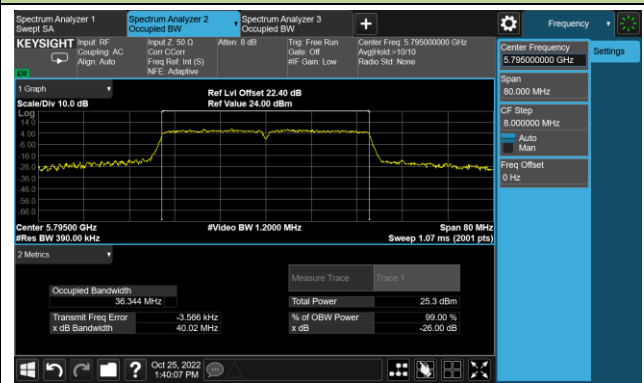 Spectrum Analyzer 1
Swept SA
Spectrum Analyzer 2
Occupied BW
Spectrum Analyzer 3
Occupied BW
+
Frequency
KEYSIGHT
Input: RF
Coupling: AC
Align: Auto
Input Z: 50 Ω
Corr CCorr
Freq Ref: Int (S)
NFE: Adaptive
Atten: 8 dB
Trig: Free Run
Gate: Off
#IF Gain: Low
Center Freq: 5.795000000 GHz
Avg|Hold >10/10
Radio Std: None
Center Frequency
5.795000000 GHz
Settings
Span
80.000 MHz
CF Step
8.000000 MHz
Auto
Man
Freq Offset
0 Hz
1 Graph
Scale/Div 10.0 dB
Ref Lvl Offset 22.40 dB
Ref Value 24.00 dBm
Log
14.0
4.00
-6.00
-16.0
-26.0
-36.0
-46.0
-56.0
-66.0
Center 5.79500 GHz
#Video BW 1.2000 MHz
Span 80 MHz
#Res BW 390.00 kHz
Sweep 1.07 ms (2001 pts)
2 Metrics
Measure Trace
Trace 1
Occupied Bandwidth
36.344 MHz
Total Power
25.3 dBm
Transmit Freq Error
-3.566 kHz
% of OBW Power
99.00 %
x dB Bandwidth
40.02 MHz
x dB
-26.00 dB
?
Oct 25, 2022
1:40:07 PM